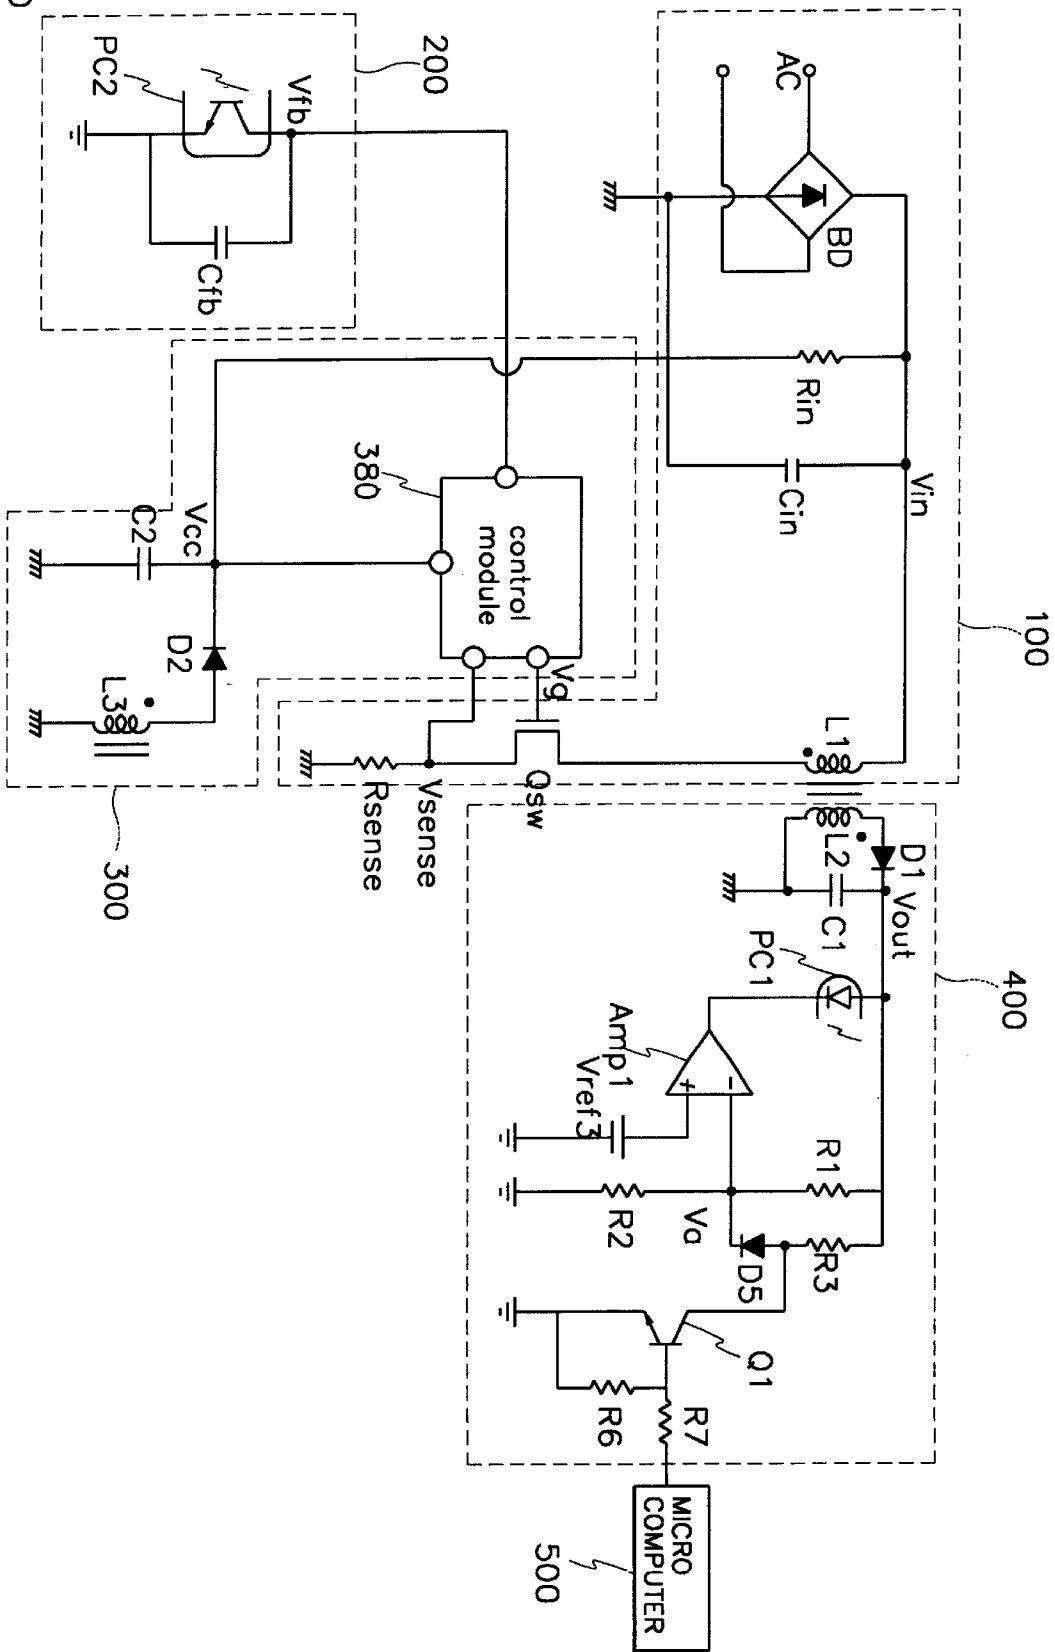 100
AC
BD
Rin
Cin
Vin
L1
Qsw
Vsense
Rsense
200
PC2
Vfb
Cfb
380
control
module
Vg
Vcc
C2
D2
L3
300
400
L2
D1
C1
Vout
PC1
Amp1
Vref3
+
-
R1
R2
Va
R3
D5
Q1
R6
R7
MICRO
COMPUTER
500